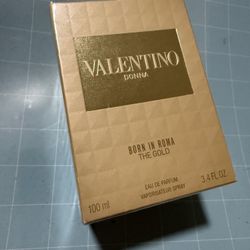 VALENTINO
DONNA
BORN IN ROMA
THE GOLD
EAU DE PARFUM
VAPORISATEUR SPRAY
100 ml
3.4 FL.OZ